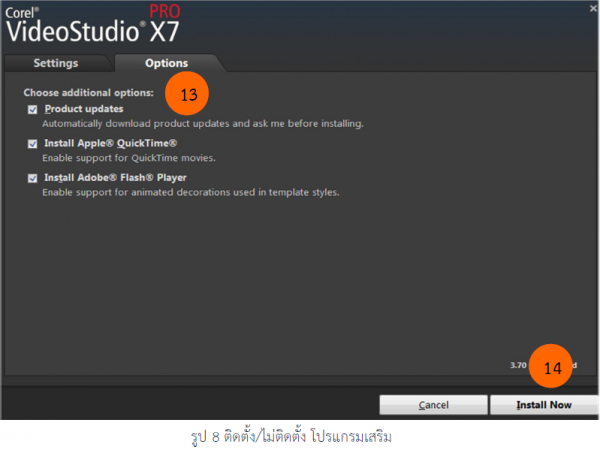 Corel®
PRO
VideoStudio® X7
Settings Options
Choose additional options: 13
Product updates
Automatically download product updates and ask me before installing.
Install Apple® QuickTime®
Enable support for QuickTime movies.
Install Adobe® Flash® Player
Enable support for animated decorations used in template styles.
3.70 14 d
Cancel Install Now
รูป 8 ติดตั้ง/ไม่ติดตั้ง โปรแกรมเสริม